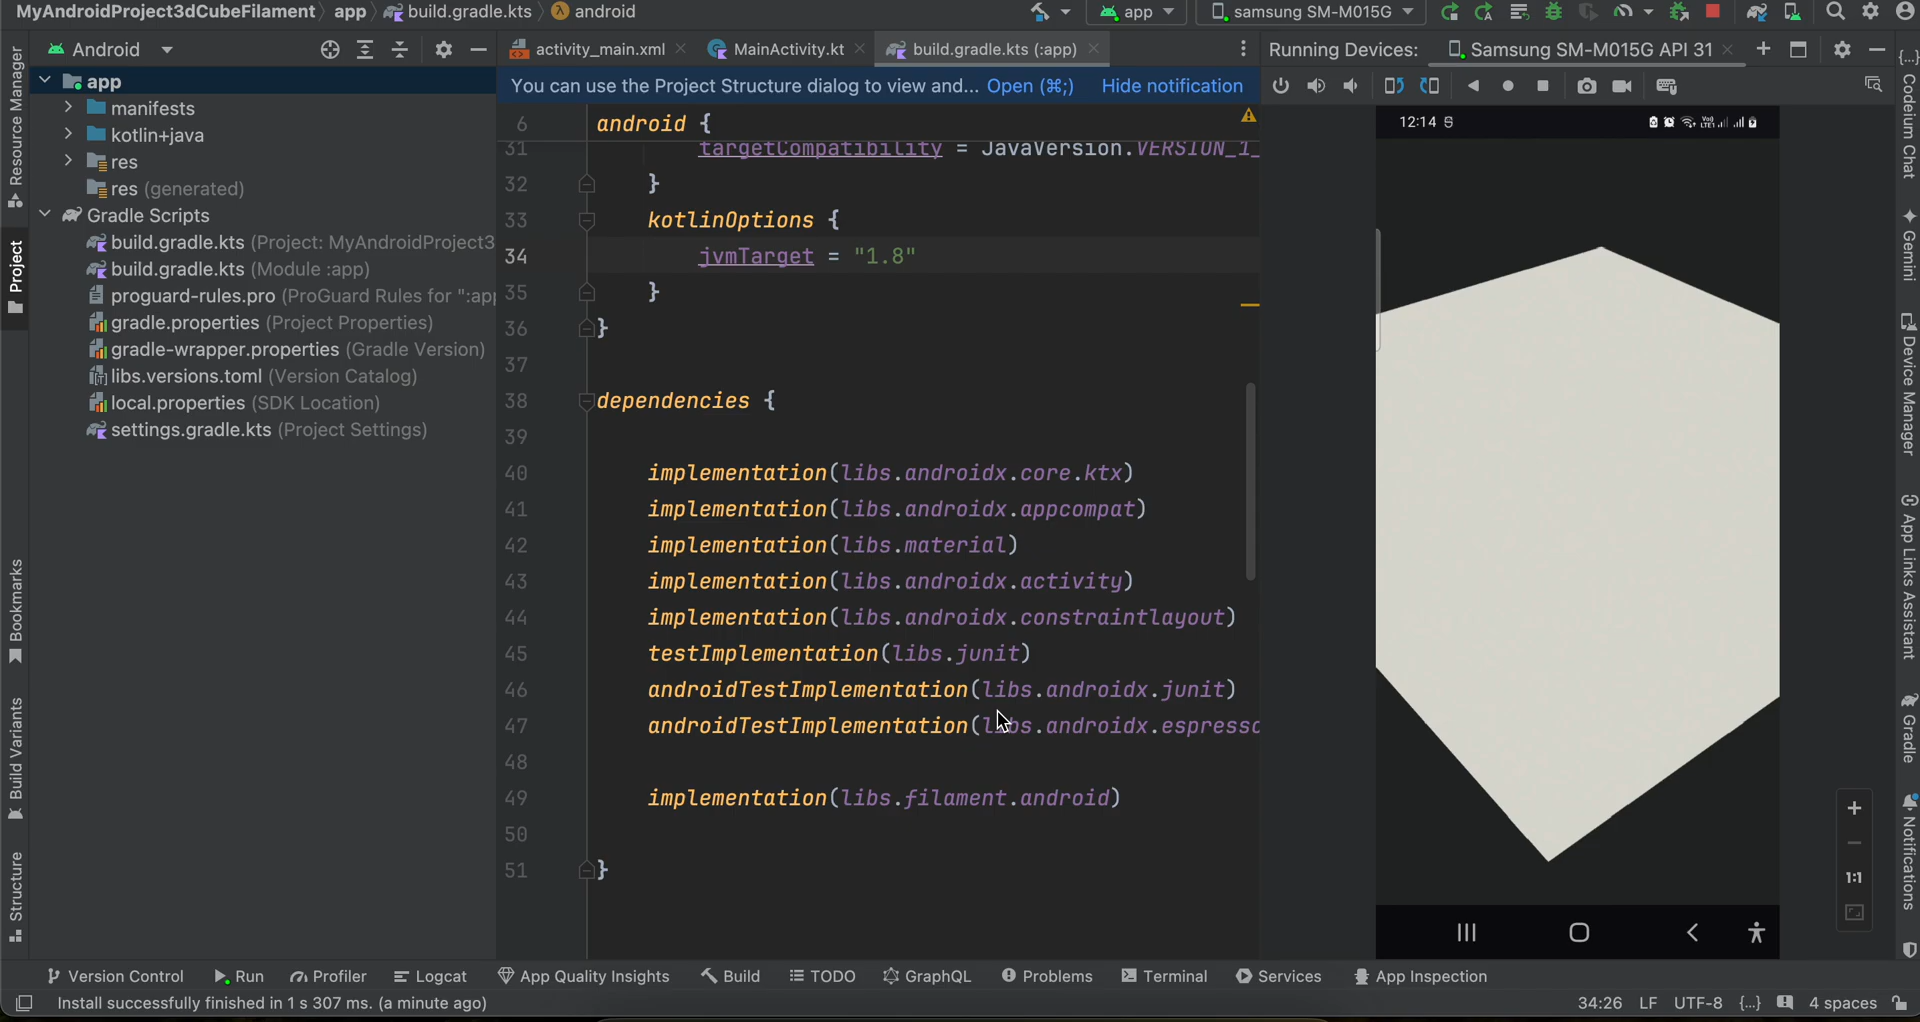 MyAndroidProject3dCubeFilament app build.gradle.kts android
app samsung SM-M015G
Android
activity_main.xml MainActivity.kt build.gradle.kts (:app)
Running Devices: Samsung SM-M015G API 31
You can use the Project Structure dialog to view and... Open (⌘;) Hide notification
app
manifests
kotlin+java
res
res (generated)
Gradle Scripts
build.gradle.kts (Project: MyAndroidProject3
build.gradle.kts (Module :app)
proguard-rules.pro (ProGuard Rules for ":app
gradle.properties (Project Properties)
gradle-wrapper.properties (Gradle Version)
libs.versions.toml (Version Catalog)
local.properties (SDK Location)
settings.gradle.kts (Project Settings)
6 android {
31 targetCompatibility = JavaVersion.VERSION_1_
32 }
33 kotlinOptions {
34 jvmTarget = "1.8"
35 }
36 }
37
38 dependencies {
39
40 implementation(libs.androidx.core.ktx)
41 implementation(libs.androidx.appcompat)
42 implementation(libs.material)
43 implementation(libs.androidx.activity)
44 implementation(libs.androidx.constraintlayout)
45 testImplementation(libs.junit)
46 androidTestImplementation(libs.androidx.junit)
47 androidTestImplementation(libs.androidx.espresso
48
49 implementation(libs.filament.android)
50
51 }
12:14
1:1
Resource Manager
Project
Bookmarks
Build Variants
Structure
{...} Codeium Chat
Gemini
Device Manager
App Links Assistant
Gradle
Notifications
Version Control Run Profiler Logcat App Quality Insights Build TODO GraphQL Problems Terminal Services App Inspection
Install successfully finished in 1 s 307 ms. (a minute ago) 34:26 LF UTF-8 {...} 4 spaces